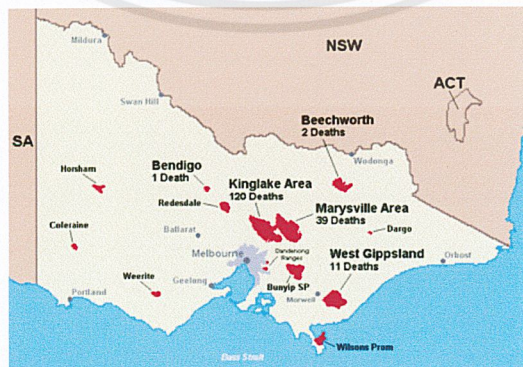 Mildura
NSW
Swan Hill
ACT
Beechworth
2 Deaths
SA
Wodonga
Horsham
Bendigo
1 Death
Kinglake Area
120 Deaths
Redesdale
Marysville Area
39 Deaths
Coleraine
Ballarat
Dargo
Melbourne
Dandenong
Ranges
West Gippsland
11 Deaths
Orbost
Weerite
Geelong
Bunyip SP
Morwell
Portland
Wilsons Prom
Bass Strait